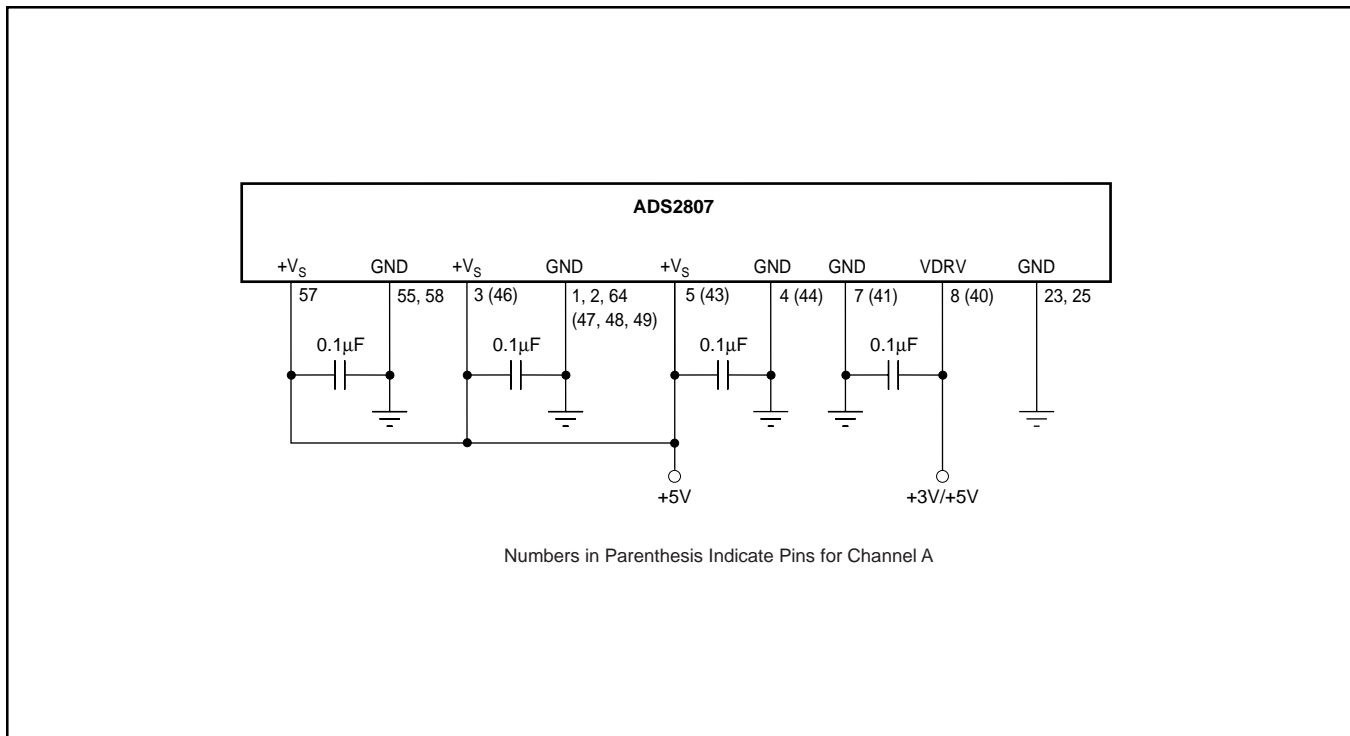 ADS2807
+VS GND +VS GND +VS GND GND VDRV GND
57 55, 58 3 (46) 1, 2, 64 5 (43) 4 (44) 7 (41) 8 (40) 23, 25
(47, 48, 49)
0.1µF 0.1µF 0.1µF 0.1µF
+5V +3V/+5V
Numbers in Parenthesis Indicate Pins for Channel A